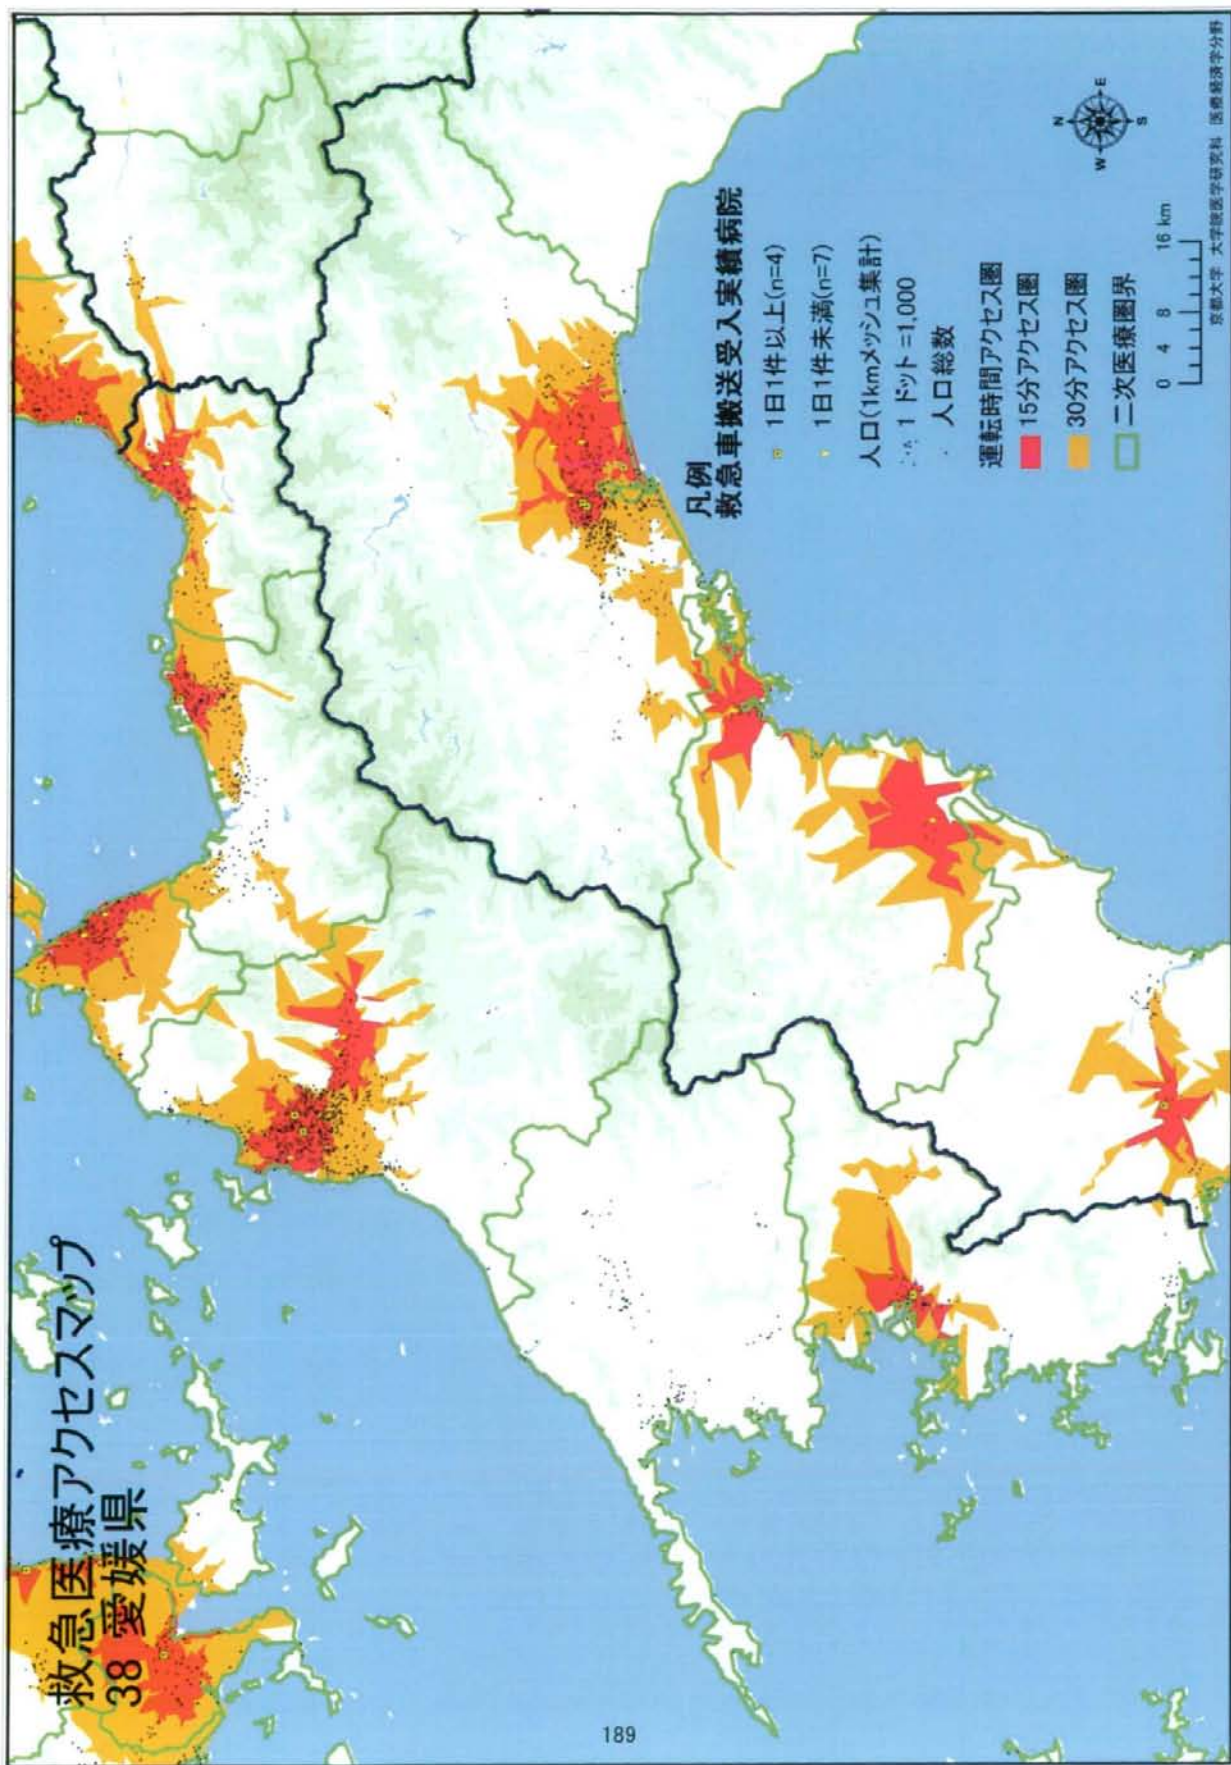 救急医療アクセスマップ
38 愛媛県
凡例
救急車搬送受入実績病院
1日1件以上(n=4)
1日1件未満(n=7)
人口(1kmメッシュ集計)
1 ドット=1,000
人口総数
運転時間アクセス圏
15分アクセス圏
30分アクセス圏
二次医療圏界
N
W
E
S
0 4 8 16 km
京都大学 大学院医学研究科 医療経済学分野
189